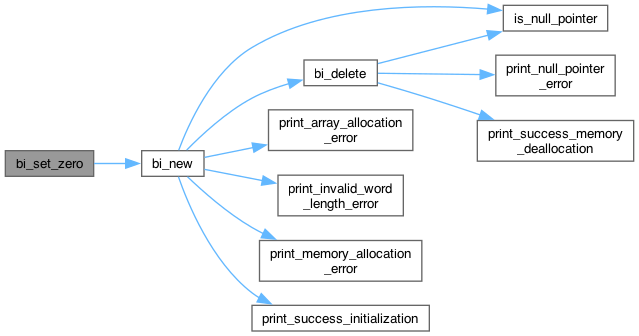 is_null_pointer
bi_delete
print_null_pointer
_error
print_array_allocation
_error
print_success_memory
_deallocation
bi_set_zero
bi_new
print_invalid_word
_length_error
print_memory_allocation
_error
print_success_initialization